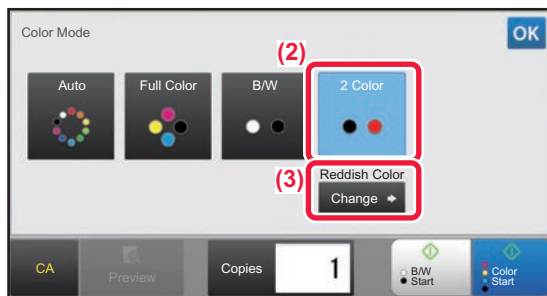 Color Mode
OK
(2)
Auto
Full Color
B/W
2 Color
(3)
Reddish Color
Change
CA
Preview
Copies
1
B/W
Start
Color
Start